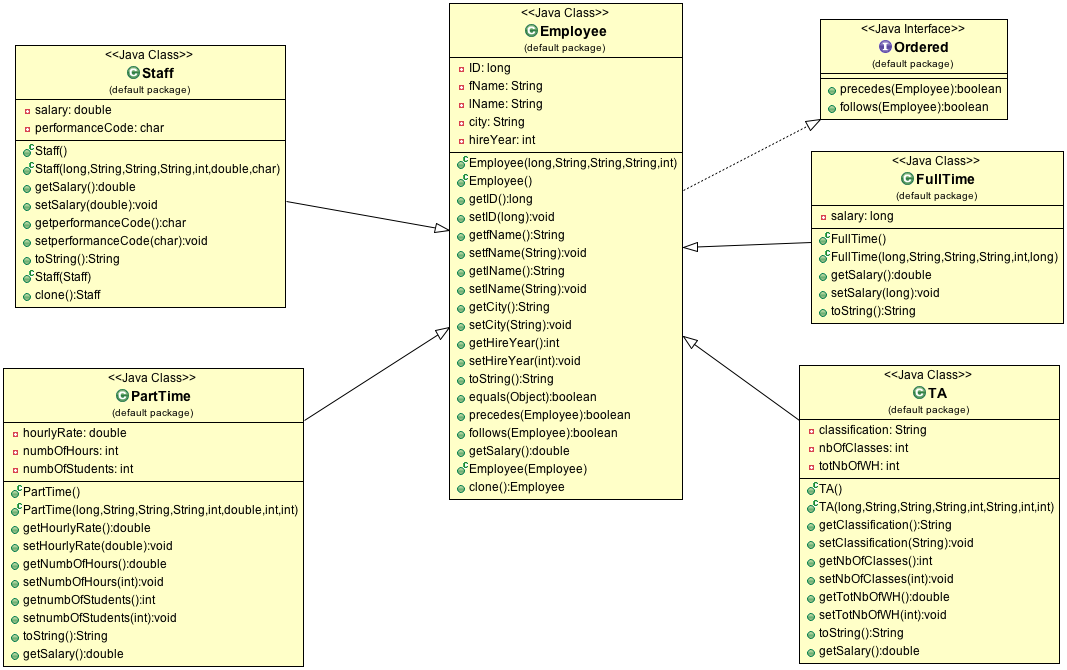 <<Java Class>>
Staff
(default package)
salary: double
performanceCode: char
Staff()
Staff(long,String,String,String,int,double,char)
getSalary():double
setSalary(double):void
getperformanceCode():char
setperformanceCode(char):void
toString():String
Staff(Staff)
clone():Staff
<<Java Class>>
PartTime
(default package)
hourlyRate: double
numbOfHours: int
numbOfStudents: int
PartTime()
PartTime(long,String,String,String,int,double,int,int)
getHourlyRate():double
setHourlyRate(double):void
getNumbOfHours():double
setNumbOfHours(int):void
getnumbOfStudents():int
setnumbOfStudents(int):void
toString():String
getSalary():double
<<Java Class>>
Employee
(default package)
ID: long
fName: String
lName: String
city: String
hireYear: int
Employee(long,String,String,String,int)
Employee()
getID():long
setID(long):void
getfName():String
setfName(String):void
getlName():String
setlName(String):void
getCity():String
setCity(String):void
getHireYear():int
setHireYear(int):void
toString():String
equals(Object):boolean
precedes(Employee):boolean
follows(Employee):boolean
getSalary():double
Employee(Employee)
clone():Employee
<<Java Interface>>
Ordered
(default package)
precedes(Employee):boolean
follows(Employee):boolean
<<Java Class>>
FullTime
(default package)
salary: long
FullTime()
FullTime(long,String,String,String,int,long)
getSalary():double
setSalary(long):void
toString():String
<<Java Class>>
TA
(default package)
classification: String
nbOfClasses: int
totNbOfWH: int
TA()
TA(long,String,String,String,int,String,int,int)
getClassification():String
setClassification(String):void
getNbOfClasses():int
setNbOfClasses(int):void
getTotNbOfWH():double
setTotNbOfWH(int):void
toString():String
getSalary():double